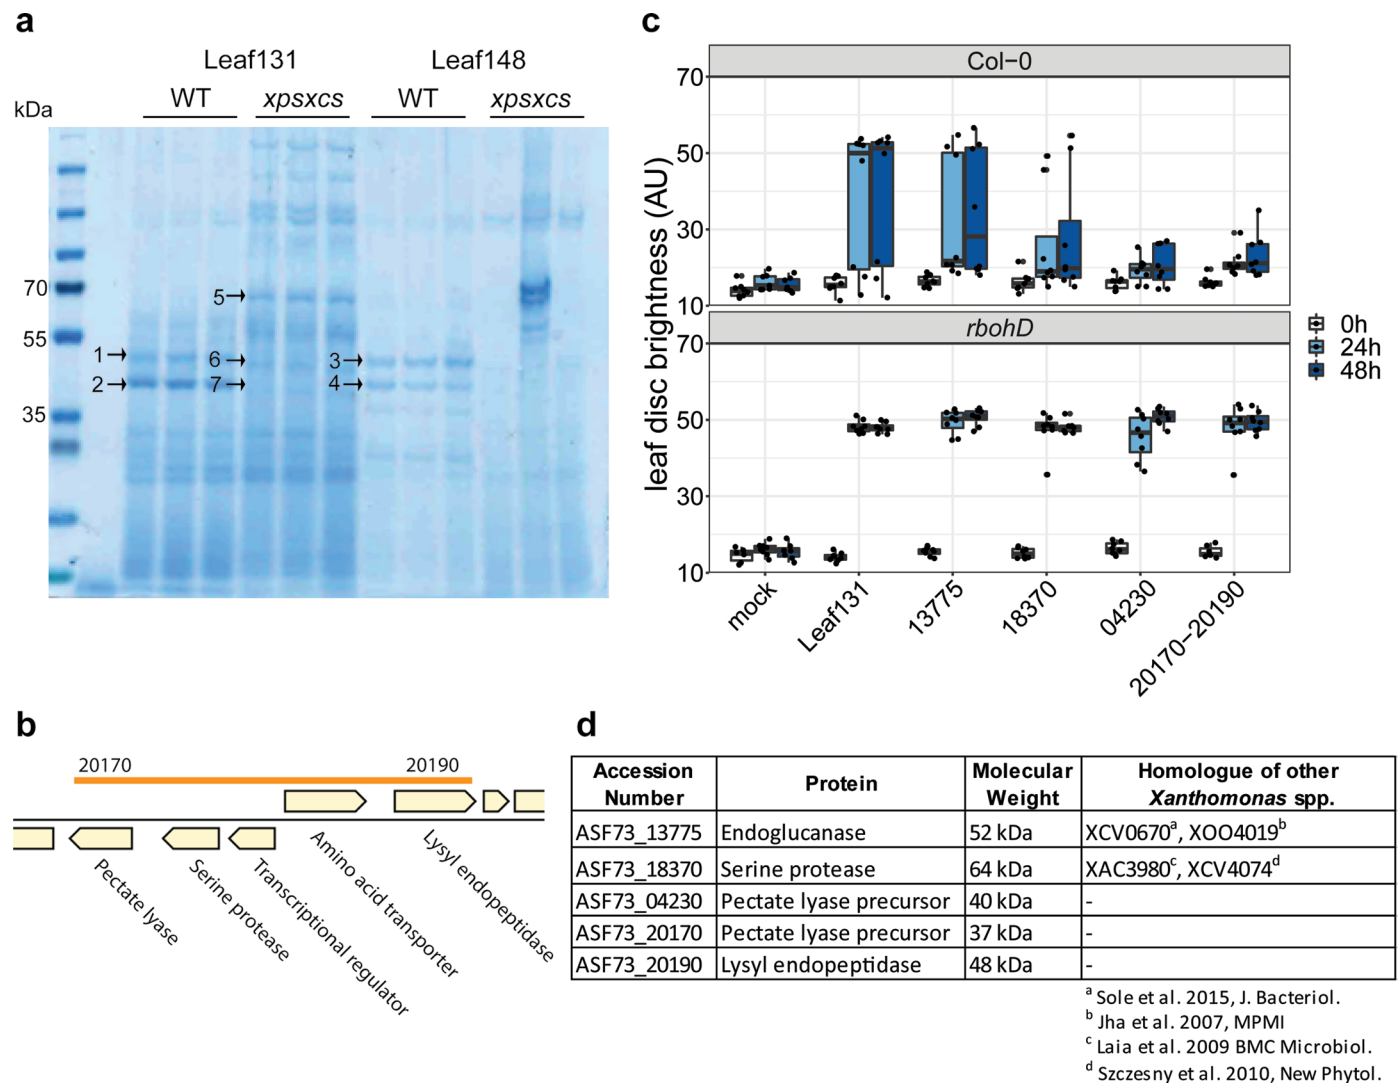 a
Leaf131 Leaf148
kDa WT xpsxcs WT xpsxcs
70
55
35
1
2
5
6
7
3
4
c
Col−0
70
50
30
10
rbohD
70
50
30
10
leaf disc brightness (AU)
0h
24h
48h
mock
Leaf131
13775
18370
04230
20170−20190
b
20170 20190
Pectate lyase
Serine protease
Transcriptional regulator
Amino acid transporter
Lysyl endopeptidase
d
Accession Number Protein Molecular Weight Homologue of other Xanthomonas spp.
ASF73_13775 Endoglucanase 52 kDa XCV0670a, XOO4019b
ASF73_18370 Serine protease 64 kDa XAC3980c, XCV4074d
ASF73_04230 Pectate lyase precursor 40 kDa -
ASF73_20170 Pectate lyase precursor 37 kDa -
ASF73_20190 Lysyl endopeptidase 48 kDa -
a Sole et al. 2015, J. Bacteriol.
b Jha et al. 2007, MPMI
c Laia et al. 2009 BMC Microbiol.
d Szczesny et al. 2010, New Phytol.